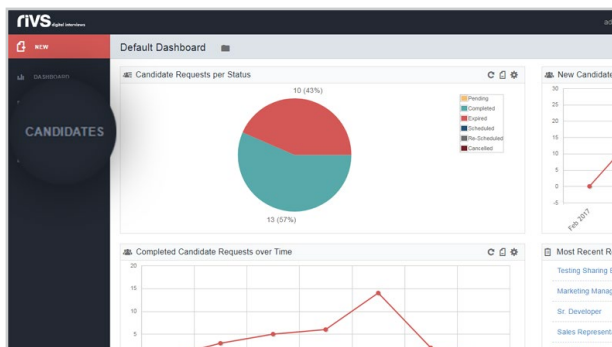 rivs digital interviews
ad
NEW
Default Dashboard
DASHBOARD
CANDIDATES
Candidate Requests per Status
10 (43%)
13 (57%)
Pending
Completed
Expired
Scheduled
Re-Scheduled
Cancelled
New Candidate
30
25
20
15
10
5
0
-5
Feb 2017
Completed Candidate Requests over Time
20
15
10
5
Most Recent R
Testing Sharing
Marketing Manag
Sr. Developer
Sales Represent